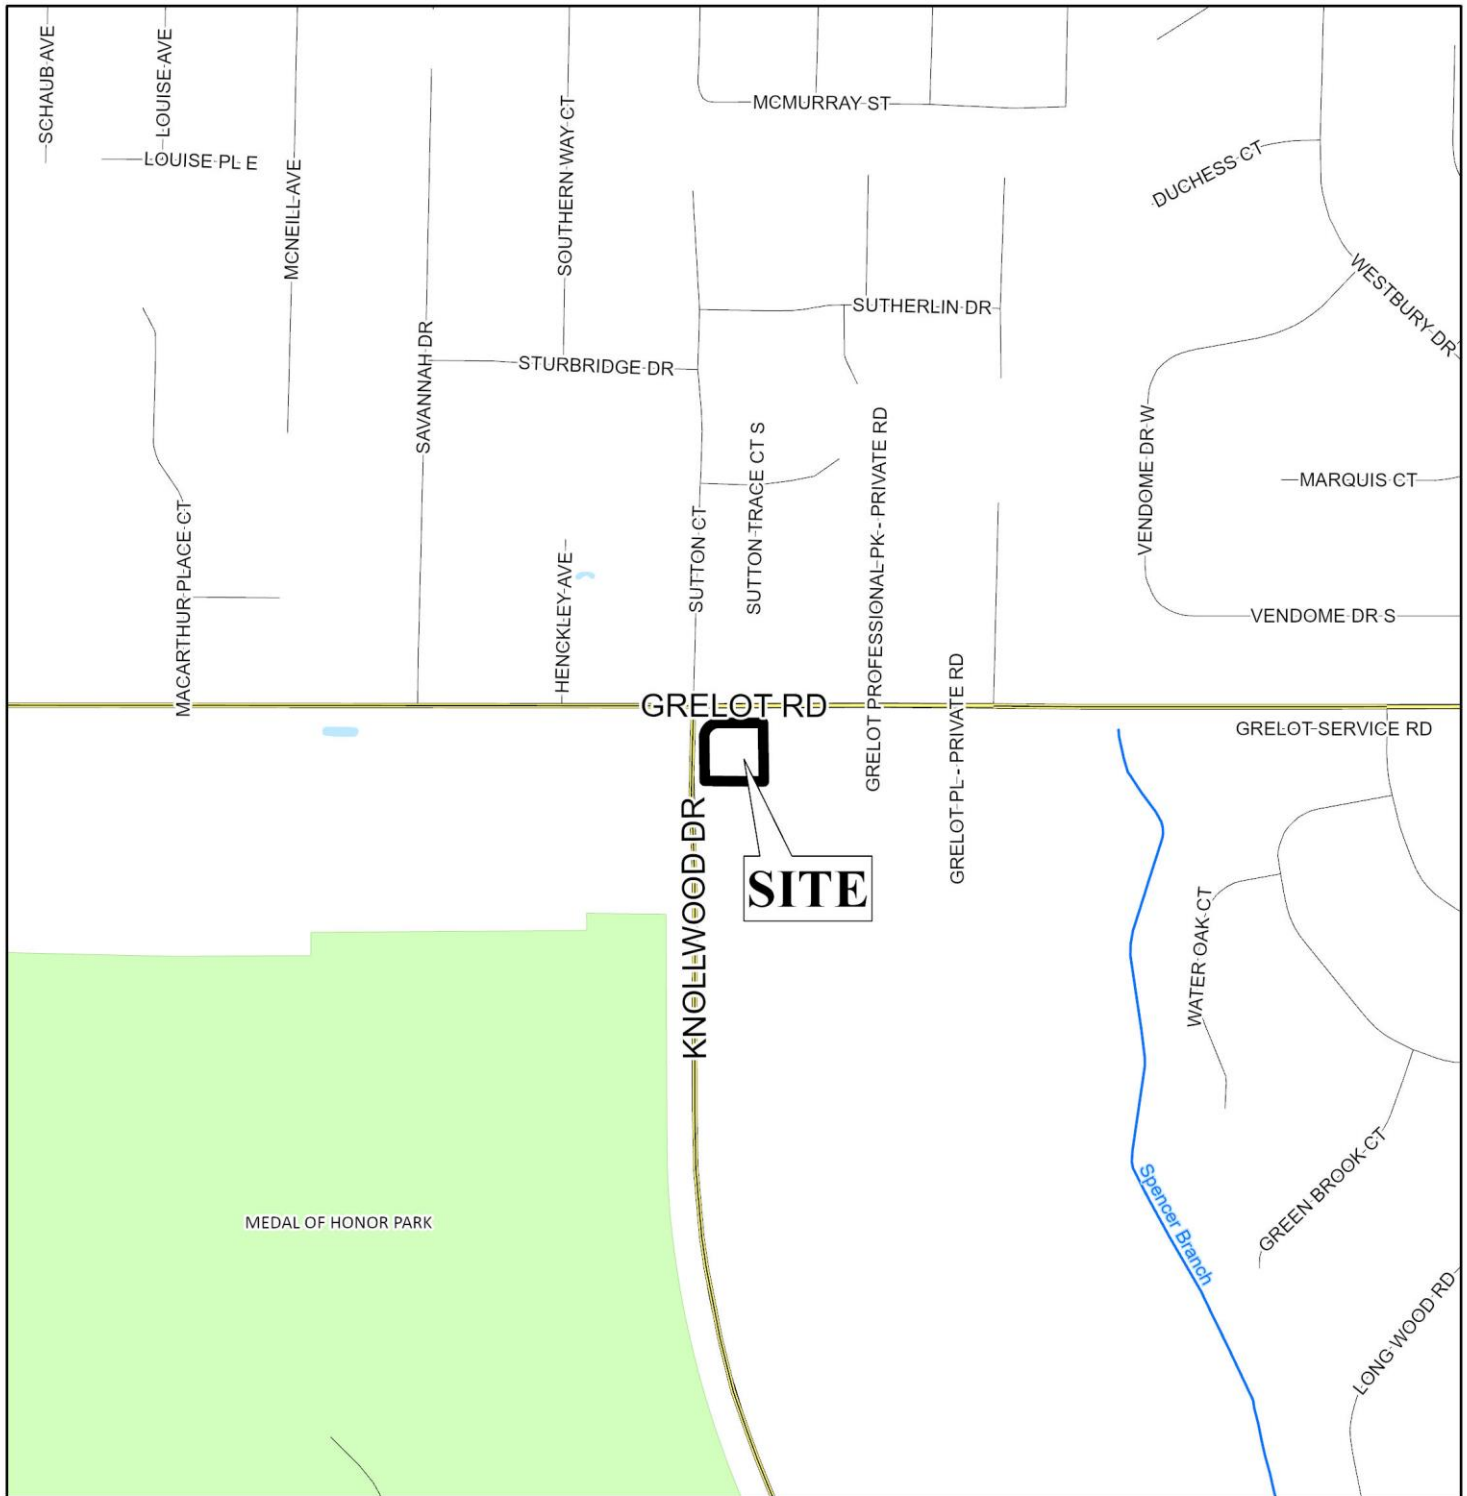 SCHAUB AVE
LOUISE AVE
LOUISE PL E
MCNEILL AVE
SOUTHERN WAY CT
MCMURRAY ST
DUCHESS CT
WESTBURY DR
SUTHERLIN DR
SAVANNAH DR
STURBRIDGE DR
SUTTON TRACE CT S
GRELOT PROFESSIONAL PK - PRIVATE RD
VENDOME DR W
MARQUIS CT
MACARTHUR PLACE CT
SUTTON CT
HENCKLEY AVE
VENDOME DR S
GRELOT PL - PRIVATE RD
GRELOT RD
GRELOT SERVICE RD
KNOLLWOOD DR
SITE
WATER OAK CT
GREEN BROOK CT
Spencer Branch
MEDAL OF HONOR PARK
LONG WOOD RD